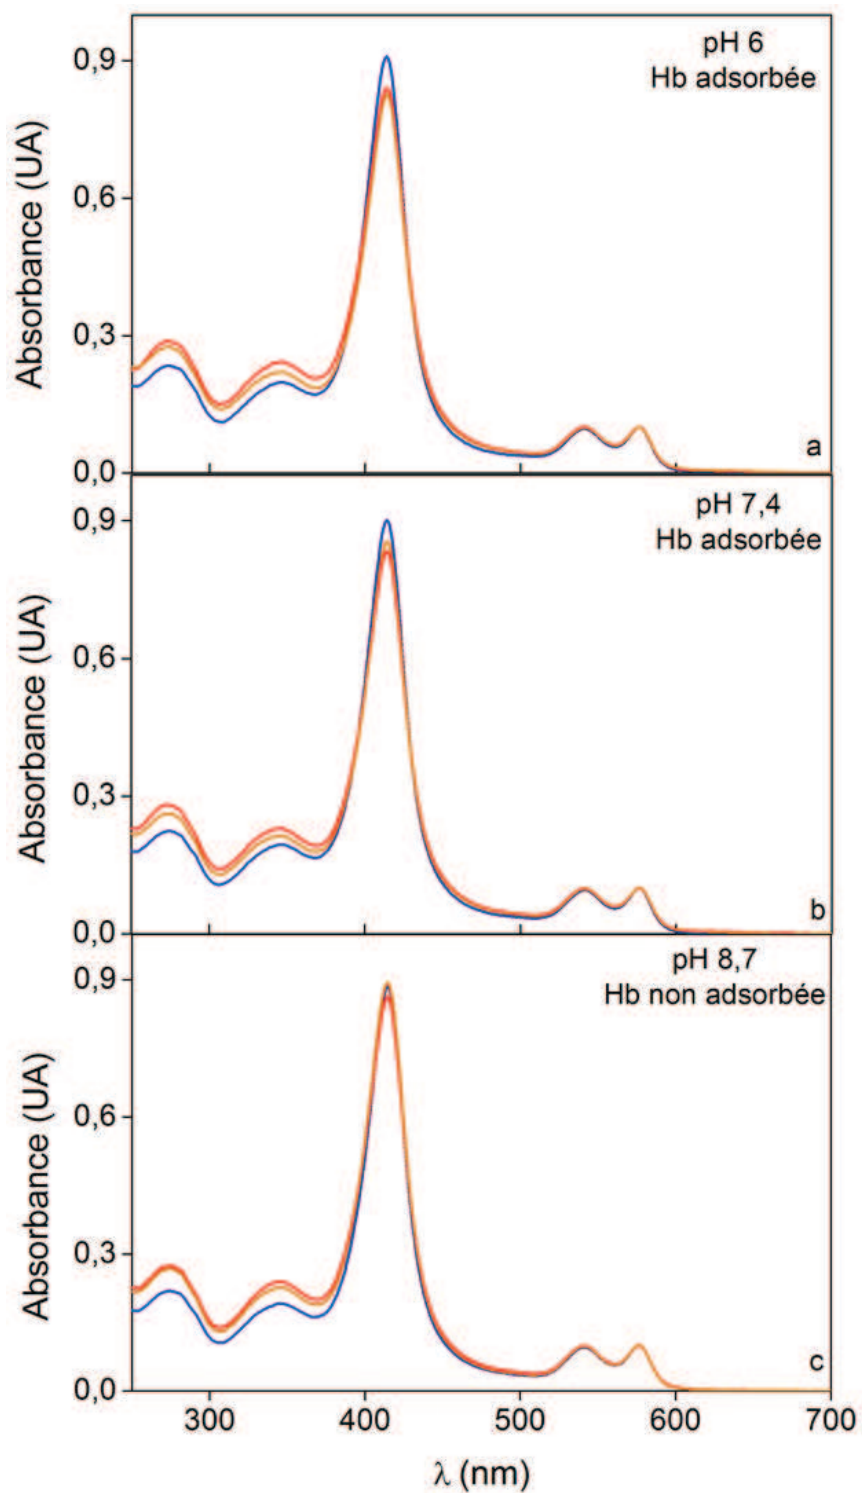 pH 6
Hb adsorbée
0,9
0,6
0,3
0,0
Absorbance (UA)
a
pH 7,4
Hb adsorbée
0,9
0,6
0,3
0,0
Absorbance (UA)
b
pH 8,7
Hb non adsorbée
0,9
0,6
0,3
0,0
Absorbance (UA)
c
300 400 500 600 700
λ (nm)